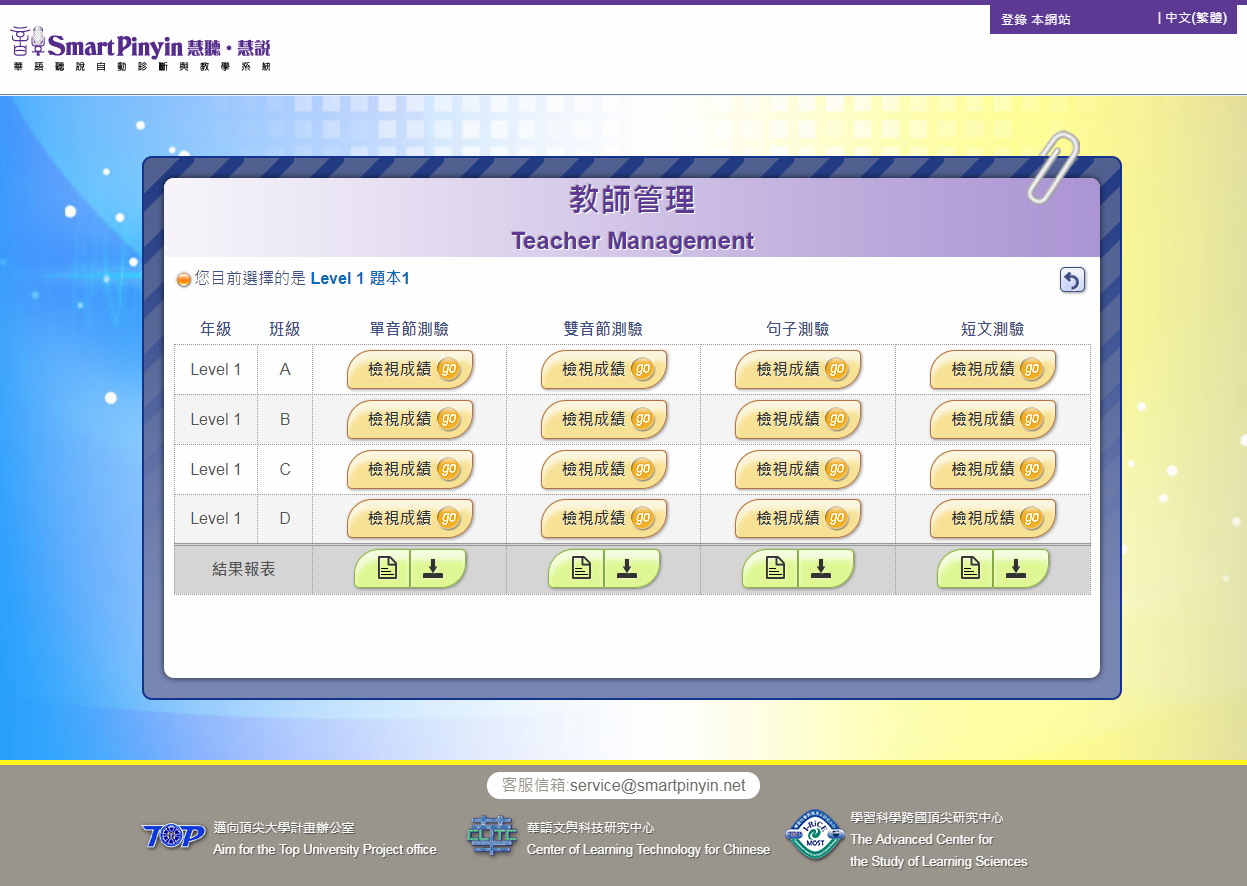 登錄 本網站 | 中文(繁體)
SmartPinyin 慧聽・慧説
華語聽說自動診斷與教學系統
教師管理
Teacher Management
您目前選擇的是 Level 1 題本1
年級 班級 單音節測驗 雙音節測驗 句子測驗 短文測驗
Level 1 A 檢視成績 go 檢視成績 go 檢視成績 go 檢視成績 go
Level 1 B 檢視成績 go 檢視成績 go 檢視成績 go 檢視成績 go
Level 1 C 檢視成績 go 檢視成績 go 檢視成績 go 檢視成績 go
Level 1 D 檢視成績 go 檢視成績 go 檢視成績 go 檢視成績 go
結果報表
客服信箱:service@smartpinyin.net
TOP
邁向頂尖大學計畫辦公室
Aim for the Top University Project office
華語文與科技研究中心
Center of Learning Technology for Chinese
MOST
學習科學跨國頂尖研究中心
The Advanced Center for
the Study of Learning Sciences